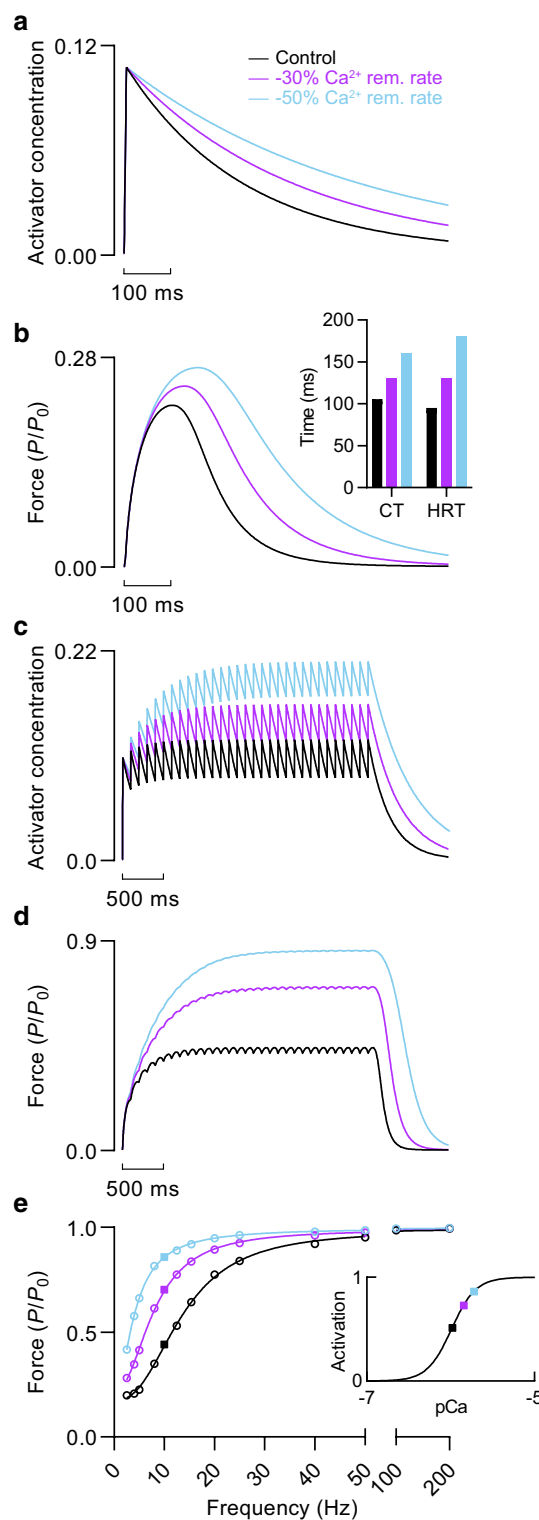 a
0.12
Control
-30% Ca²⁺ rem. rate
-50% Ca²⁺ rem. rate
Activator concentration
0.00
100 ms
b
0.28
Force (P/P₀)
0.00
100 ms
200
150
100
50
0
Time (ms)
CT HRT
c
0.22
Activator concentration
0.0
500 ms
d
0.9
Force (P/P₀)
0.0
500 ms
e
1.0
0.5
0.0
Force (P/P₀)
1
0
Activation
-7 -5
pCa
0 10 20 30 40 50 100 200
Frequency (Hz)